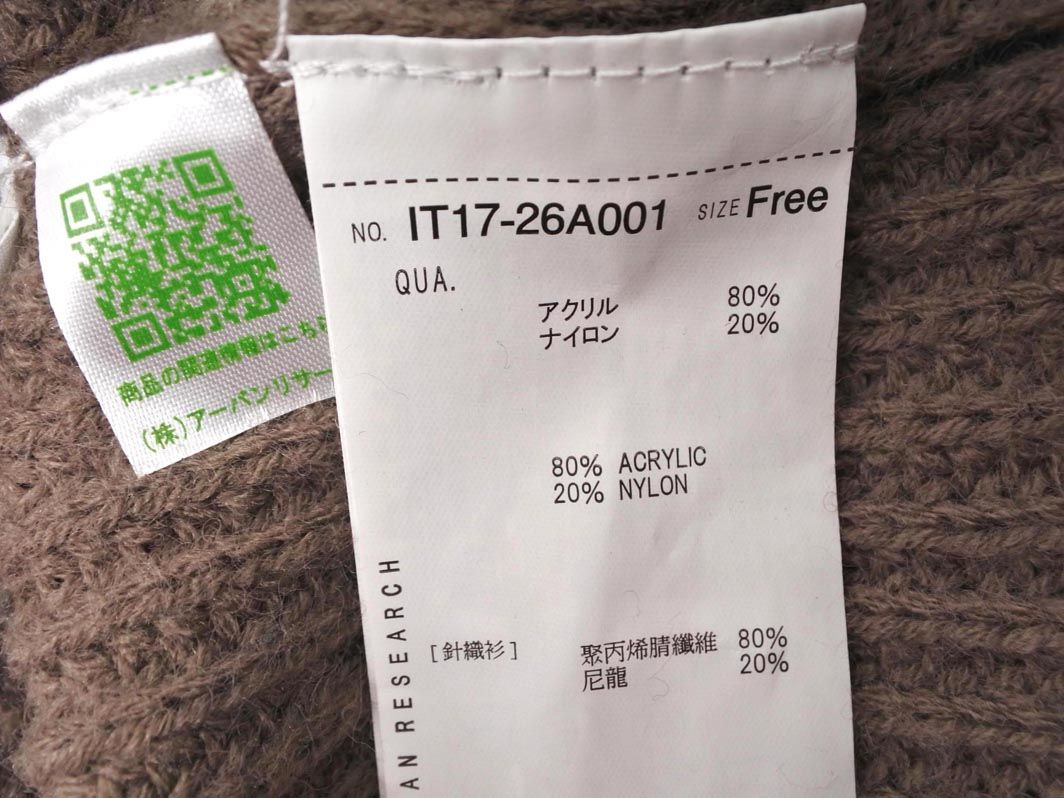 商品の関連情報はこち
(株)アーバンリサー
NO. IT17-26A001 SIZE Free
QUA.
アクリル 80%
ナイロン 20%
80% ACRYLIC
20% NYLON
[針織衫] 聚丙烯腈纖維 80%
尼龍 20%
AN RESEARCH